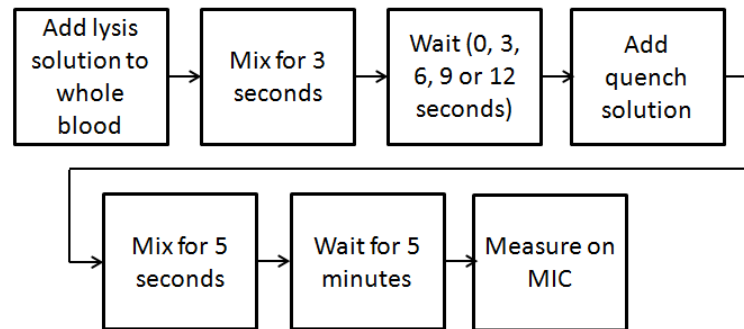 Add lysis
solution to
whole
blood
Mix for 3
seconds
Wait (0, 3,
6, 9 or 12
seconds)
Add
quench
solution
Mix for 5
seconds
Wait for 5
minutes
Measure on
MIC